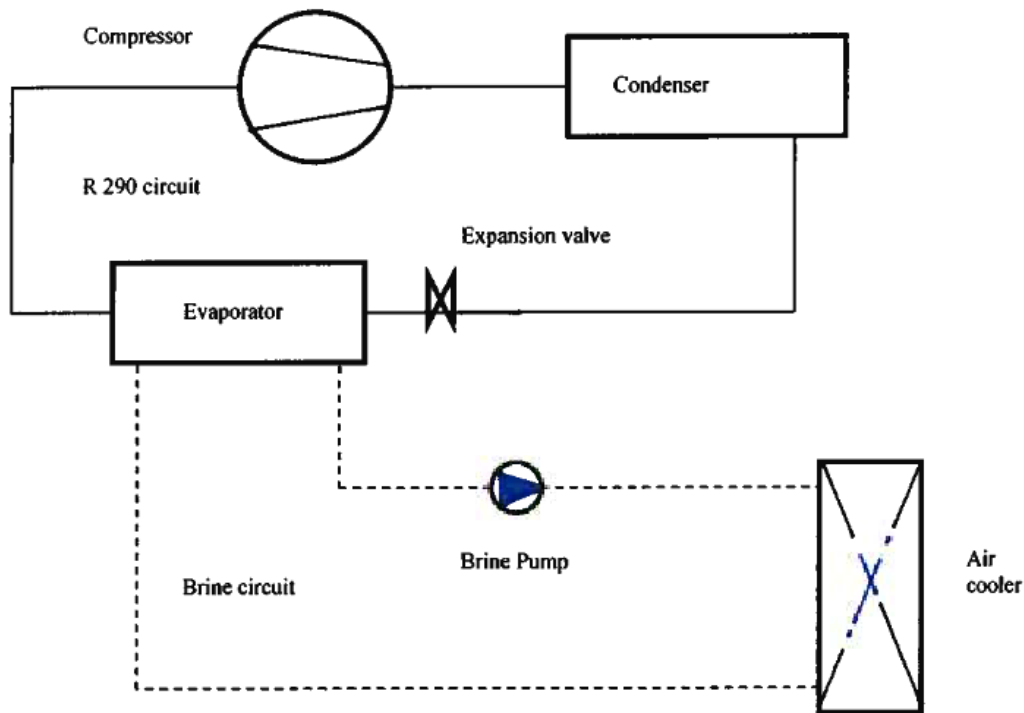 Compressor
Condenser
R 290 circuit
Expansion valve
Evaporator
Brine Pump
Brine circuit
Air
cooler